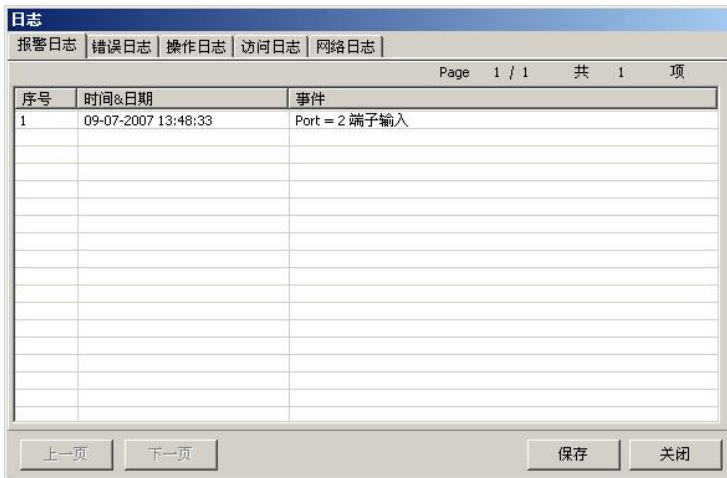 日志
报警日志 错误日志 操作日志 访问日志 网络日志
Page 1 / 1 共 1 项
序号 时间&日期 事件
1 09-07-2007 13:48:33 Port = 2 端子输入
上一页 下一页 保存 关闭